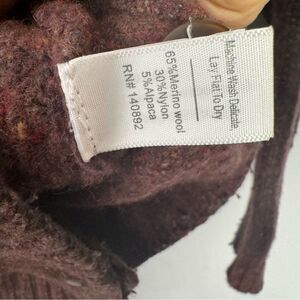 Machine Wash Delicate
Lay Flat To Dry
65%Merino wool
30%Nylon
5%Alpaca
RN# 140892